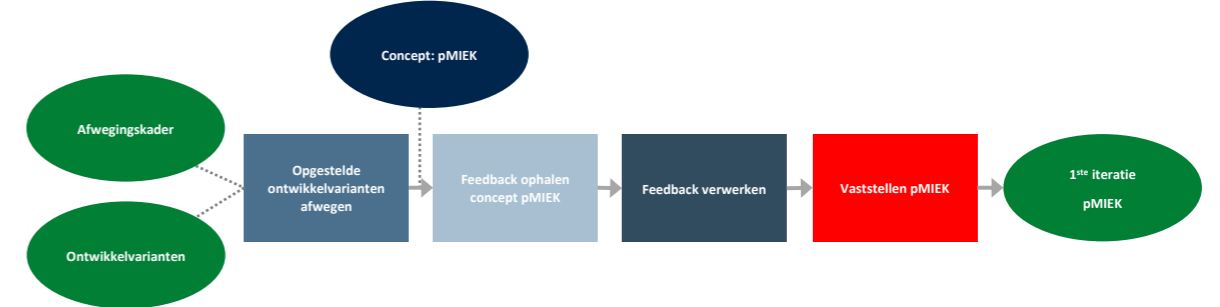 Concept: pMIEK
Afwegingskader
Ontwikkelvarianten
Opgestelde
ontwikkelvarianten
afwegen
Feedback ophalen
concept pMIEK
Feedback verwerken
Vaststellen pMIEK
1ste iteratie
pMIEK